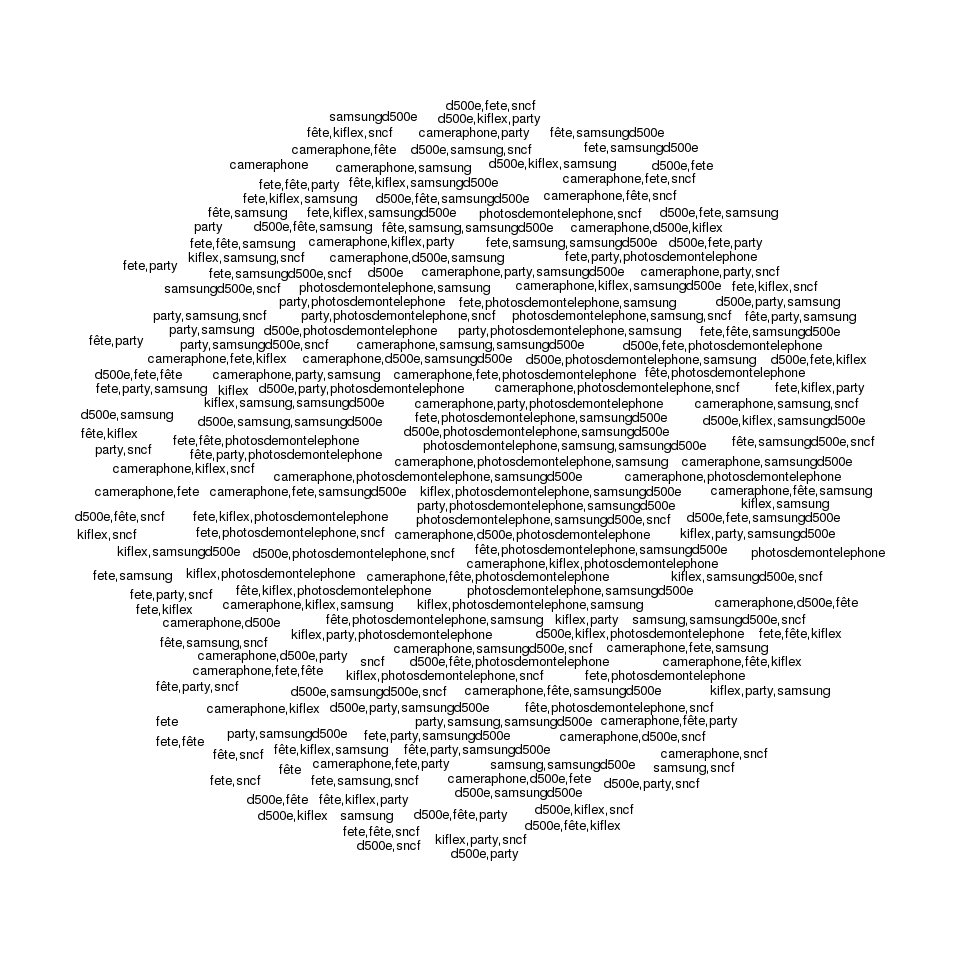 d500e,fete,sncf
samsungd500e d500e,kiflex,party
fête,kiflex,sncf cameraphone,party fête,samsungd500e
cameraphone,fête d500e,samsung,sncf fete,samsungd500e
cameraphone cameraphone,samsung d500e,kiflex,samsung d500e,fete
fete,fête,party fête,kiflex,samsungd500e cameraphone,fete,sncf
fete,kiflex,samsung d500e,fête,samsungd500e cameraphone,fête,sncf
fête,samsung fete,kiflex,samsungd500e photosdemontelephone,sncf d500e,fete,samsung
party d500e,fête,samsung fête,samsung,samsungd500e cameraphone,d500e,kiflex
fete,fête,samsung cameraphone,kiflex,party fete,samsung,samsungd500e d500e,fete,party
kiflex,samsung,sncf cameraphone,d500e,samsung fete,party,photosdemontelephone
fete,party fete,samsungd500e,sncf d500e cameraphone,party,samsungd500e cameraphone,party,sncf
samsungd500e,sncf photosdemontelephone,samsung cameraphone,kiflex,samsungd500e fete,kiflex,sncf
party,photosdemontelephone fête,photosdemontelephone,samsung d500e,party,samsung
party,samsung,sncf party,photosdemontelephone,sncf photosdemontelephone,samsung,sncf fête,party,samsung
party,samsung d500e,photosdemontelephone party,photosdemontelephone,samsung fete,fête,samsungd500e
fête,party party,samsungd500e,sncf cameraphone,samsung,samsungd500e d500e,fete,photosdemontelephone
cameraphone,fete,kiflex cameraphone,d500e,samsungd500e d500e,photosdemontelephone,samsung d500e,fete,kiflex
d500e,fete,fête cameraphone,party,samsung cameraphone,fete,photosdemontelephone fête,photosdemontelephone
fete,party,samsung kiflex d500e,party,photosdemontelephone cameraphone,photosdemontelephone,sncf fete,kiflex,party
kiflex,samsung,samsungd500e cameraphone,party,photosdemontelephone cameraphone,samsung,sncf
d500e,samsung d500e,samsung,samsungd500e fete,photosdemontelephone,samsungd500e d500e,kiflex,samsungd500e
fête,kiflex d500e,photosdemontelephone,samsungd500e
party,sncf fete,fête,photosdemontelephone photosdemontelephone,samsung,samsungd500e fête,samsungd500e,sncf
fête,party,photosdemontelephone
cameraphone,kiflex,sncf cameraphone,photosdemontelephone,samsung cameraphone,samsungd500e
cameraphone,photosdemontelephone,samsungd500e cameraphone,photosdemontelephone
cameraphone,fete cameraphone,fete,samsungd500e kiflex,photosdemontelephone,samsungd500e cameraphone,fête,samsung
party,photosdemontelephone,samsungd500e kiflex,samsung
d500e,fête,sncf fete,kiflex,photosdemontelephone photosdemontelephone,samsungd500e,sncf d500e,fete,samsungd500e
kiflex,sncf fete,photosdemontelephone,sncf cameraphone,d500e,photosdemontelephone kiflex,party,samsungd500e
kiflex,samsungd500e d500e,photosdemontelephone,sncf fête,photosdemontelephone,samsungd500e photosdemontelephone
cameraphone,kiflex,photosdemontelephone
fete,samsung kiflex,photosdemontelephone cameraphone,fête,photosdemontelephone kiflex,samsungd500e,sncf
fete,party,sncf fête,kiflex,photosdemontelephone photosdemontelephone,samsungd500e
fete,kiflex cameraphone,kiflex,samsung kiflex,photosdemontelephone,samsung cameraphone,d500e,fête
cameraphone,d500e fête,photosdemontelephone,samsung kiflex,party samsung,samsungd500e,sncf
fête,samsung,sncf kiflex,party,photosdemontelephone d500e,kiflex,photosdemontelephone fete,fête,kiflex
cameraphone,samsungd500e,sncf cameraphone,fete,samsung
cameraphone,d500e,party sncf d500e,fête,photosdemontelephone cameraphone,fête,kiflex
cameraphone,fete,fête kiflex,photosdemontelephone,sncf fete,photosdemontelephone
fête,party,sncf d500e,samsungd500e,sncf cameraphone,fête,samsungd500e kiflex,party,samsung
cameraphone,kiflex d500e,party,samsungd500e fête,photosdemontelephone,sncf
fete party,samsung,samsungd500e cameraphone,fête,party
fete,fête party,samsungd500e fete,party,samsungd500e cameraphone,d500e,sncf
fête,sncf fête,kiflex,samsung fête,party,samsungd500e cameraphone,sncf
fête cameraphone,fete,party samsung,samsungd500e samsung,sncf
fete,sncf fete,samsung,sncf cameraphone,d500e,fete d500e,party,sncf
d500e,samsungd500e
d500e,fête fête,kiflex,party
d500e,kiflex samsung d500e,fête,party d500e,kiflex,sncf
fete,fête,sncf d500e,fête,kiflex
d500e,sncf kiflex,party,sncf
d500e,party